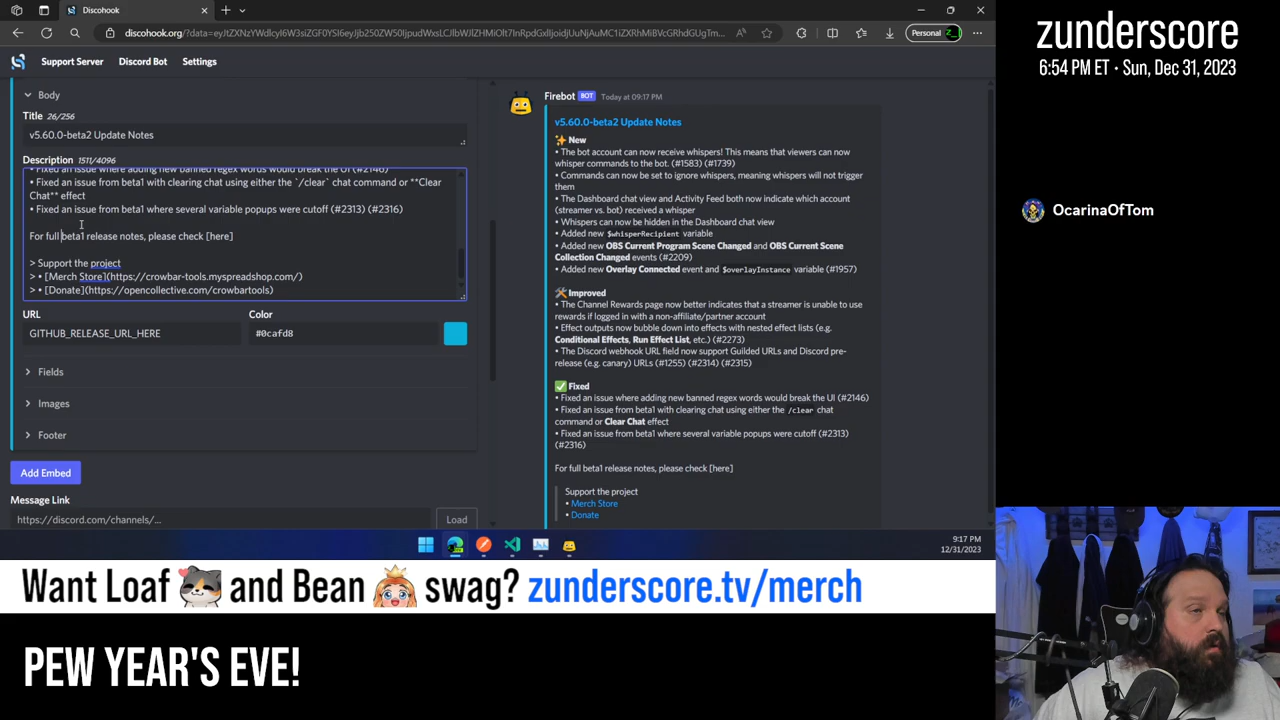 Discohook
discohook.org/?data=
Personal
Support Server
Discord Bot
Settings
Body
Title 26/256
v5.60.0-beta2 Update Notes
Description 1511/4096
• Fixed an issue where adding new banned regex words would break the UI (#2146)
• Fixed an issue from beta1 with clearing chat using either the `/clear` chat command or **Clear
Chat** effect
• Fixed an issue from beta1 where several variable popups were cutoff (#2313) (#2316)
For full beta1 release notes, please check [here]
> Support the project
> • [Merch Store](https://crowbar-tools.myspreadshop.com/)
> • [Donate](https://opencollective.com/crowbartools)
URL
Color
GITHUB_RELEASE_URL_HERE
#0cafd8
Fields
Images
Footer
Add Embed
Message Link
https://discord.com/channels/...
Load
Firebot BOT Today at 09:17 PM
v5.60.0-beta2 Update Notes
✨ New
• The bot account can now receive whispers! This means that viewers can now
whisper commands to the bot. (#1583) (#1739)
• Commands can now be set to ignore whispers, meaning whispers will not trigger
them
• The Dashboard chat view and Activity Feed both now indicate which account
(streamer vs. bot) received a whisper
• Whispers can now be hidden in the Dashboard chat view
• Added new $whisperRecipient variable
• Added new OBS Current Program Scene Changed and OBS Current Scene
Collection Changed events (#2209)
• Added new Overlay Connected event and $overlayInstance variable (#1957)
🛠️ Improved
• The Channel Rewards page now better indicates that a streamer is unable to use
rewards if logged in with a non-affiliate/partner account
• Effect outputs now bubble down into effects with nested effect lists (e.g.
Conditional Effects, Run Effect List, etc.) (#2273)
• The Discord webhook URL field now support Guilded URLs and Discord pre-
release (e.g. canary) URLs (#1255) (#2314) (#2315)
✅ Fixed
• Fixed an issue where adding new banned regex words would break the UI (#2146)
• Fixed an issue from beta1 with clearing chat using either the /clear chat
command or Clear Chat effect
• Fixed an issue from beta1 where several variable popups were cutoff (#2313)
(#2316)
For full beta1 release notes, please check [here]
Support the project
• Merch Store
• Donate
9:17 PM
12/31/2023
zunderscore
6:54 PM ET • Sun, Dec 31, 2023
OcarinaOfTom
Want Loaf and Bean swag? zunderscore.tv/merch
PEW YEAR'S EVE!